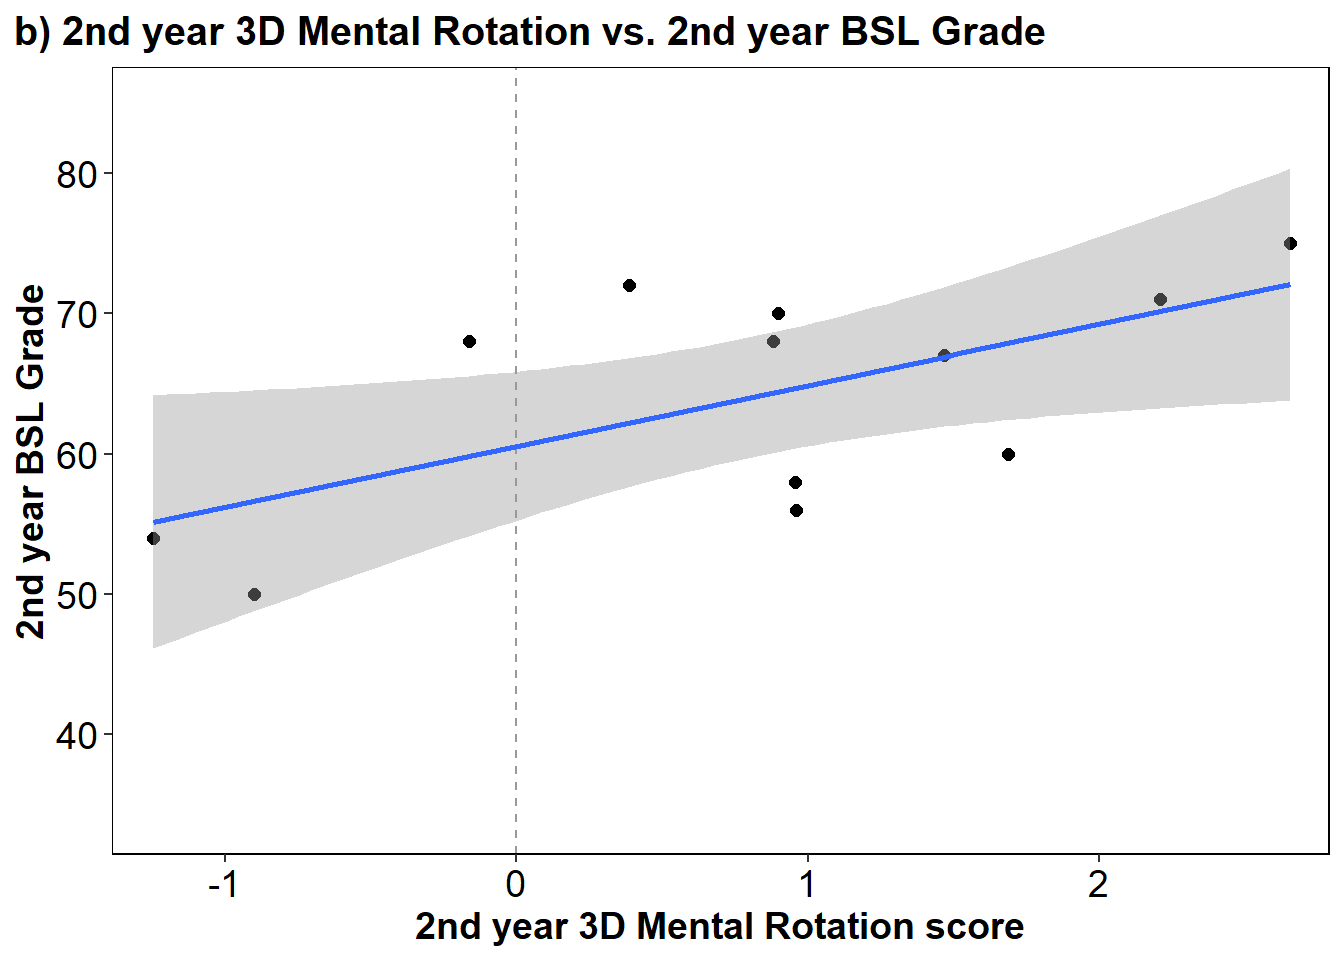 b) 2nd year 3D Mental Rotation vs. 2nd year BSL Grade
2nd year BSL Grade
80
70
60
50
40
-1 0 1 2
2nd year 3D Mental Rotation score